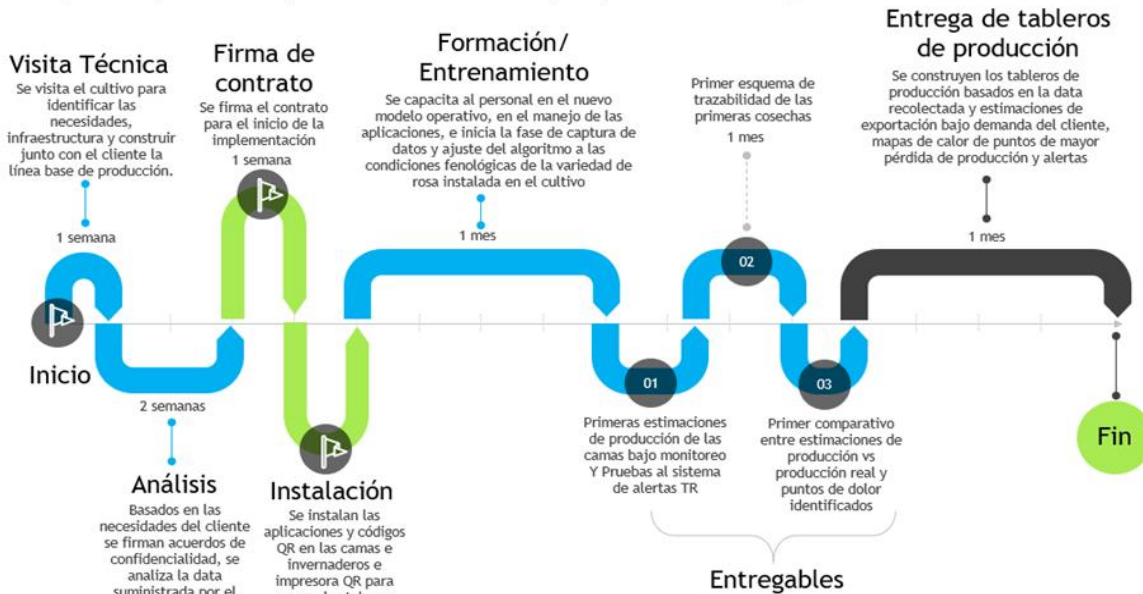 Visita Técnica
Se visita el cultivo para
identificar las
necesidades,
infraestructura y construir
junto con el cliente la
línea base de producción.
1 semana
Inicio
2 semanas
Análisis
Basados en las
necesidades del cliente
se firman acuerdos de
confidencialidad, se
analiza la data
suministrada por el
Firma de
contrato
Se firma el contrato
para el inicio de la
implementación
1 semana
Instalación
Se instalan las
aplicaciones y códigos
QR en las camas e
invernaderos e
impresora QR para
Formación/
Entrenamiento
Se capacita al personal en el nuevo
modelo operativo, en el manejo de las
aplicaciones, e inicia la fase de captura de
datos y ajuste del algoritmo a las
condiciones fenológicas de la variedad de
rosa instalada en el cultivo
1 mes
01
Primeras estimaciones
de producción de las
camas bajo monitoreo
Y Pruebas al sistema
de alertas TR
Primer esquema de
trazabilidad de las
primeras cosechas
1 mes
02
03
Primer comparativo
entre estimaciones de
producción vs
producción real y
puntos de dolor
identificados
Entregables
Entrega de tableros
de producción
Se construyen los tableros de
producción basados en la data
recolectada y estimaciones de
exportación bajo demanda del cliente,
mapas de calor de puntos de mayor
pérdida de producción y alertas
1 mes
Fin